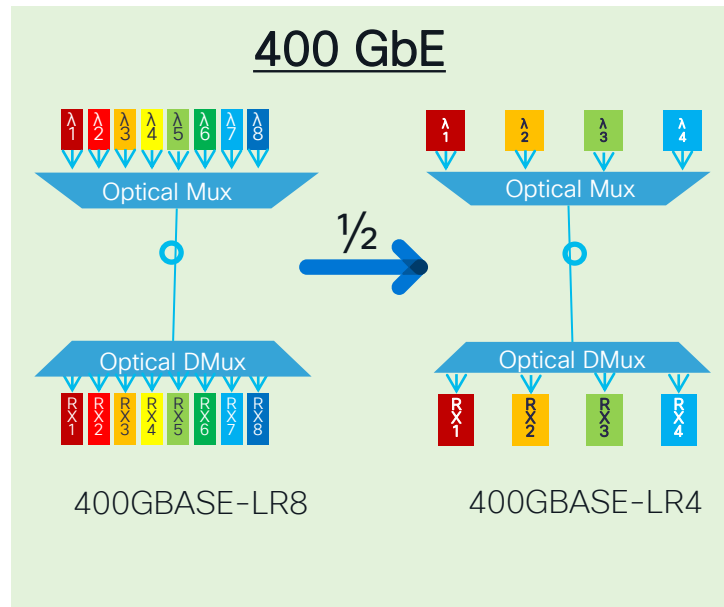 400 GbE
λ1 λ2 λ3 λ4 λ5 λ6 λ7 λ8
λ1 λ2 λ3 λ4
Optical Mux
Optical Mux
½
Optical DMux
Optical DMux
RX1 RX2 RX3 RX4 RX5 RX6 RX7 RX8
RX1 RX2 RX3 RX4
400GBASE-LR8
400GBASE-LR4